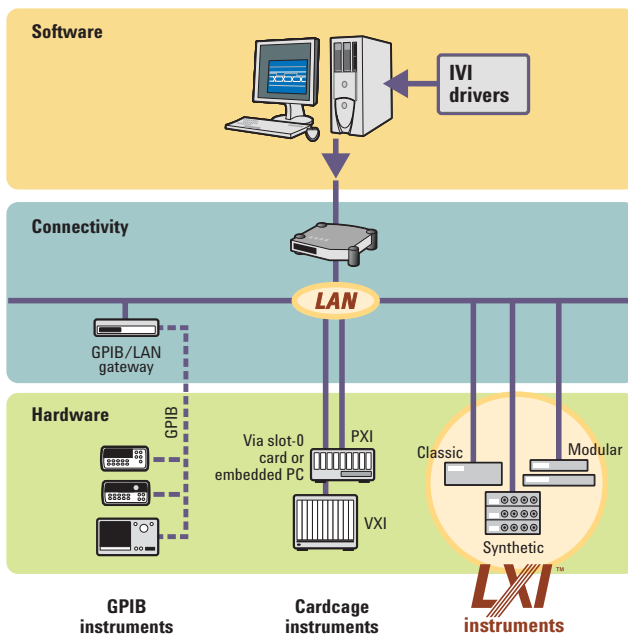 Software
IVI
drivers
Connectivity
LAN
GPIB/LAN
gateway
Hardware
GPIB
Via slot-0
card or
embedded PC
PXI
VXI
Classic
Modular
Synthetic
GPIB
instruments
Cardcage
instruments
LXI™
instruments